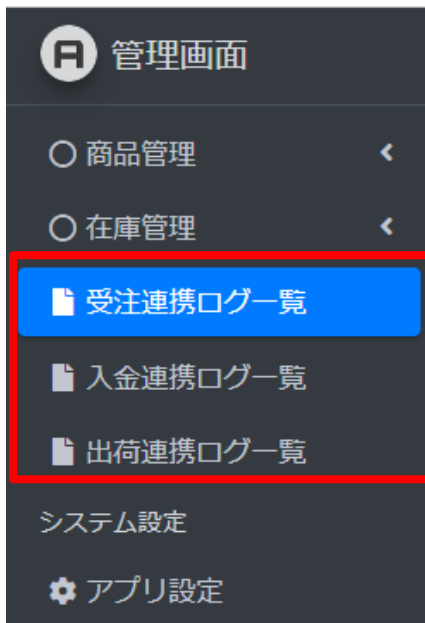 A 管理画面
商品管理
在庫管理
受注連携ログ一覧
入金連携ログ一覧
出荷連携ログ一覧
システム設定
アプリ設定